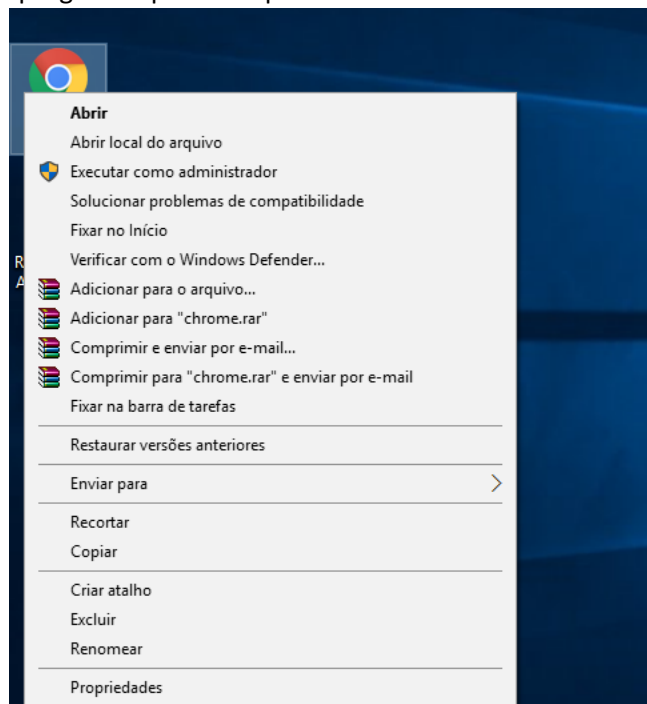 Abrir
Abrir local do arquivo
Executar como administrador
Solucionar problemas de compatibilidade
Fixar no Início
Verificar com o Windows Defender...
R
A
Adicionar para o arquivo...
Adicionar para "chrome.rar"
Comprimir e enviar por e-mail...
Comprimir para "chrome.rar" e enviar por e-mail
Fixar na barra de tarefas
Restaurar versões anteriores
Enviar para
Recortar
Copiar
Criar atalho
Excluir
Renomear
Propriedades